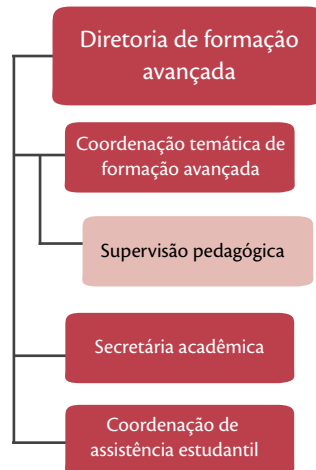 Diretoria de formação
avançada
Coordenação temática de
formação avançada
Supervisão pedagógica
Secretária acadêmica
Coordenação de
assistência estudantil